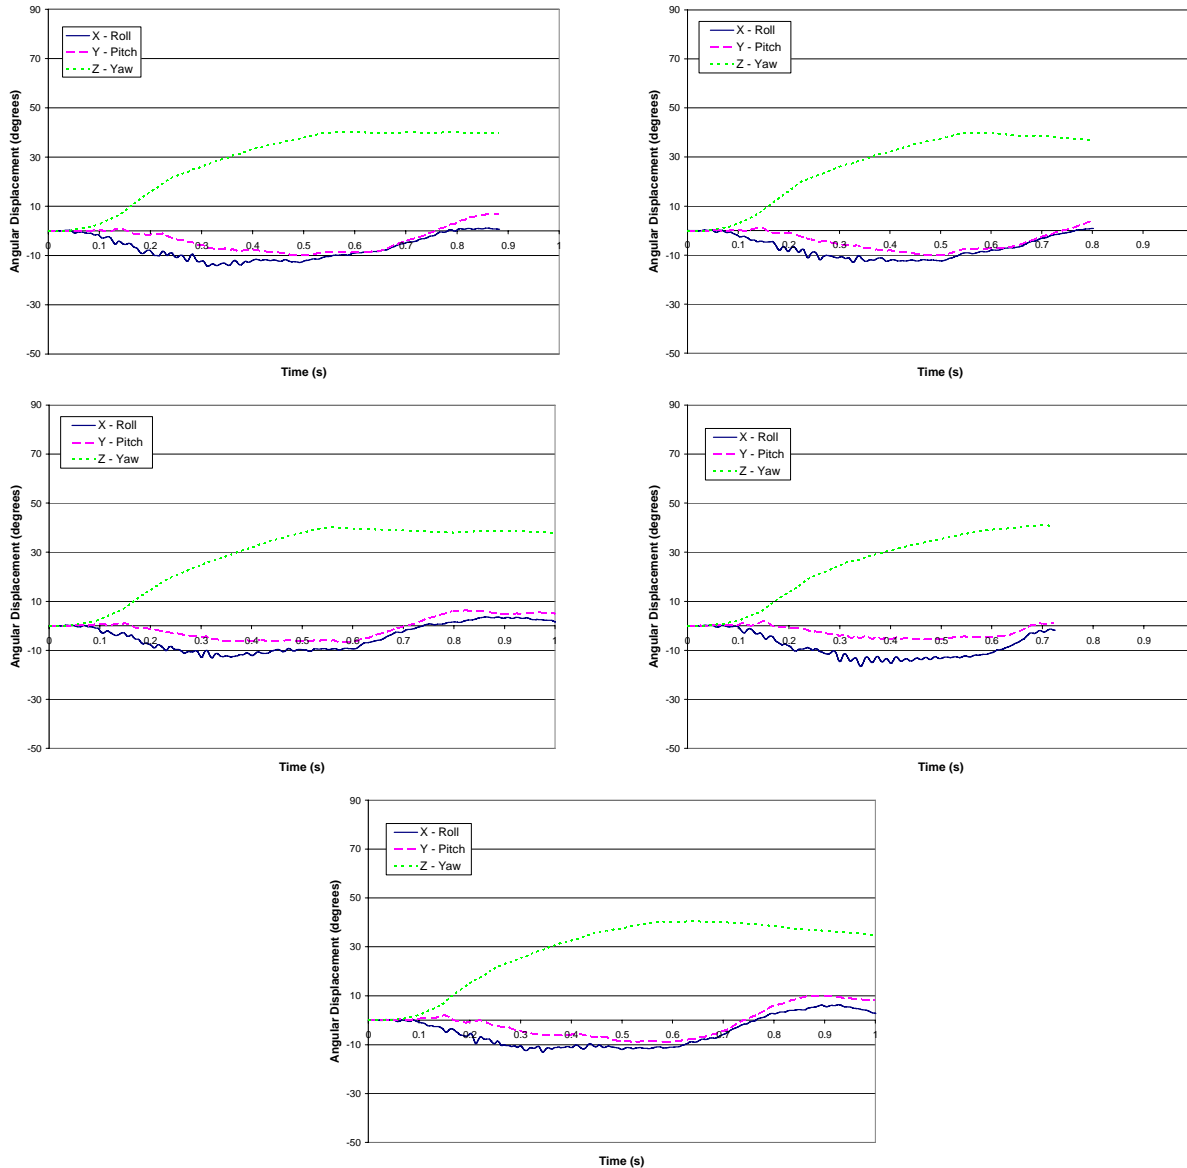 90
70
50
30
10
-10
-30
-50
Angular Displacement (degrees)
X - Roll
Y - Pitch
Z - Yaw
0 0.1 0.2 0.3 0.4 0.5 0.6 0.7 0.8 0.9 1
Time (s)
90
70
50
30
10
-10
-30
-50
Angular Displacement (degrees)
X - Roll
Y - Pitch
Z - Yaw
0 0.1 0.2 0.3 0.4 0.5 0.6 0.7 0.8 0.9
Time (s)
90
70
50
30
10
-10
-30
-50
Angular Displacement (degrees)
X - Roll
Y - Pitch
Z - Yaw
0 0.1 0.2 0.3 0.4 0.5 0.6 0.7 0.8 0.9 1
Time (s)
90
70
50
30
10
-10
-30
-50
Angular Displacement (degrees)
X - Roll
Y - Pitch
Z - Yaw
0 0.1 0.2 0.3 0.4 0.5 0.6 0.7 0.8 0.9
Time (s)
90
70
50
30
10
-10
-30
-50
Angular Displacement (degrees)
X - Roll
Y - Pitch
Z - Yaw
0 0.1 0.2 0.3 0.4 0.5 0.6 0.7 0.8 0.9 1
Time (s)